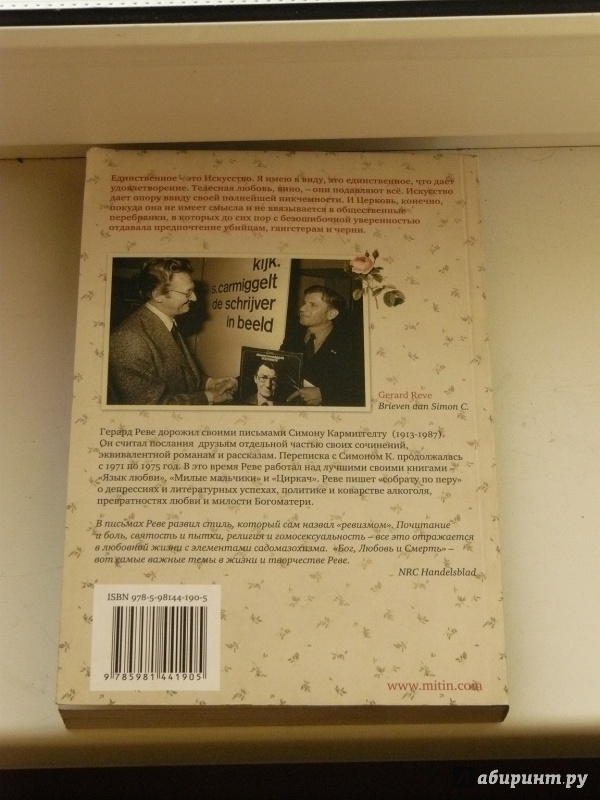 Единственное – это Искусство. Я имею в виду, это единственное, что даёт
удовлетворение. Телесная любовь, вино, – они подавляют всё. Искусство
дает опору ввиду своей полнейшей никчемности. И Церковь, конечно,
покуда она не имеет смысла и не ввязывается в общественные
перебранки, в которых до сих пор с безошибочной уверенностью
отдавала предпочтение убийцам, гангстерам и черни.
kijk.
s.carmiggelt
de schrijver
in beeld
Gerard Reve
Brieven aan Simon C.
Герард Реве дорожил своими письмами Симону Кармиггелту (1913-1987).
Он считал послания друзьям отдельной частью своих сочинений,
эквивалентной романам и рассказам. Переписка с Симоном К. продолжалась
с 1971 по 1975 год. В это время Реве работал над лучшими своими книгами –
«Язык любви», «Милые мальчики» и «Циркач». Реве пишет «собрату по перу»
о депрессиях и литературных успехах, политике и коварстве алкоголя,
превратностях любви и милости Богоматери.
В письмах Реве развил стиль, который сам назвал «ревизмом». Почитание
и боль, святость и пытки, религия и гомосексуальность – все это отражается
в любовной жизни с элементами садомазохизма. «Бог, Любовь и Смерть» –
вот самые важные темы в жизни и творчестве Реве.
NRC Handelsblad
ISBN 978-5-98144-190-5
9 785981 441905
www.mitin.com
абиринт.ру